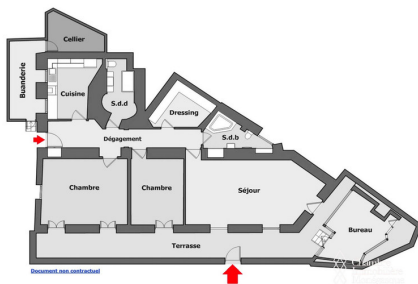 Cellier
Buanderie
Cuisine
S.d.d
Dressing
Dégagement
S.d.b
Chambre
Chambre
Séjour
Bureau
Terrasse
Document non contractuel